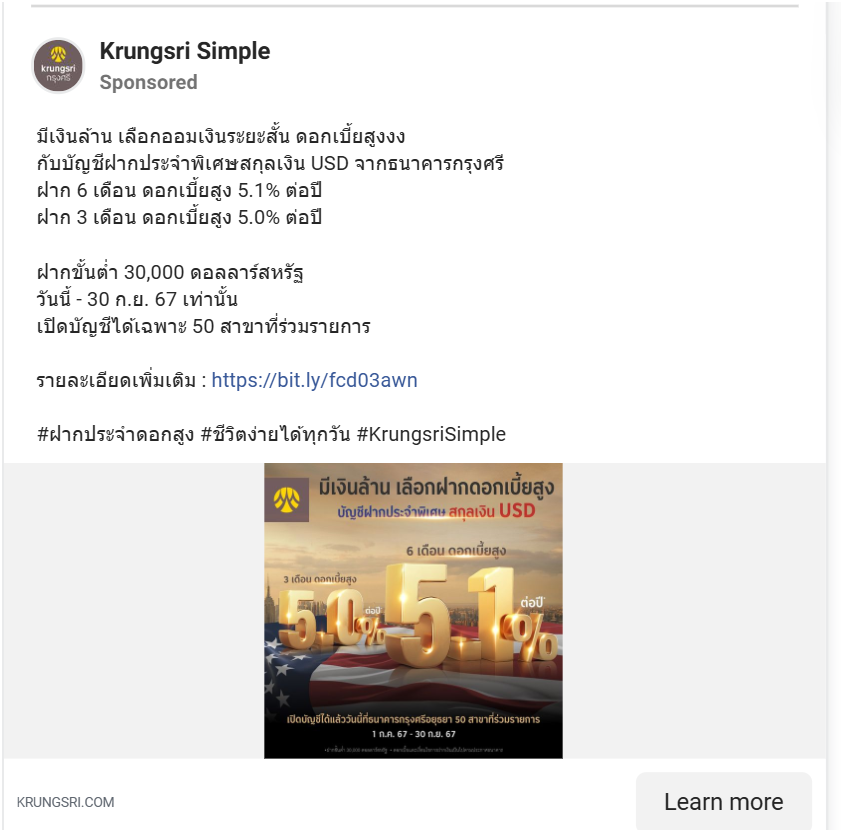 krungsri
กรุงศรี
Krungsri Simple
Sponsored
มีเงินล้าน เลือกออมเงินระยะสั้น ดอกเบี้ยสูงงง
กับบัญชีฝากประจำพิเศษสกุลเงิน USD จากธนาคารกรุงศรี
ฝาก 6 เดือน ดอกเบี้ยสูง 5.1% ต่อปี
ฝาก 3 เดือน ดอกเบี้ยสูง 5.0% ต่อปี
ฝากขั้นต่ำ 30,000 ดอลลาร์สหรัฐ
วันนี้ - 30 ก.ย. 67 เท่านั้น
เปิดบัญชีได้เฉพาะ 50 สาขาที่ร่วมรายการ
รายละเอียดเพิ่มเติม : https://bit.ly/fcd03awn
#ฝากประจำดอกสูง #ชีวิตง่ายได้ทุกวัน #KrungsriSimple
มีเงินล้าน เลือกฝากดอกเบี้ยสูง
บัญชีฝากประจำพิเศษ สกุลเงิน USD
6 เดือน ดอกเบี้ยสูง
5.1% ต่อปี*
3 เดือน ดอกเบี้ยสูง
5.0% ต่อปี*
เปิดบัญชีได้แล้ววันนี้ที่ธนาคารกรุงศรีอยุธยา 50 สาขาที่ร่วมรายการ
1 ก.ค. 67 - 30 ก.ย. 67
KRUNGSRI.COM
Learn more